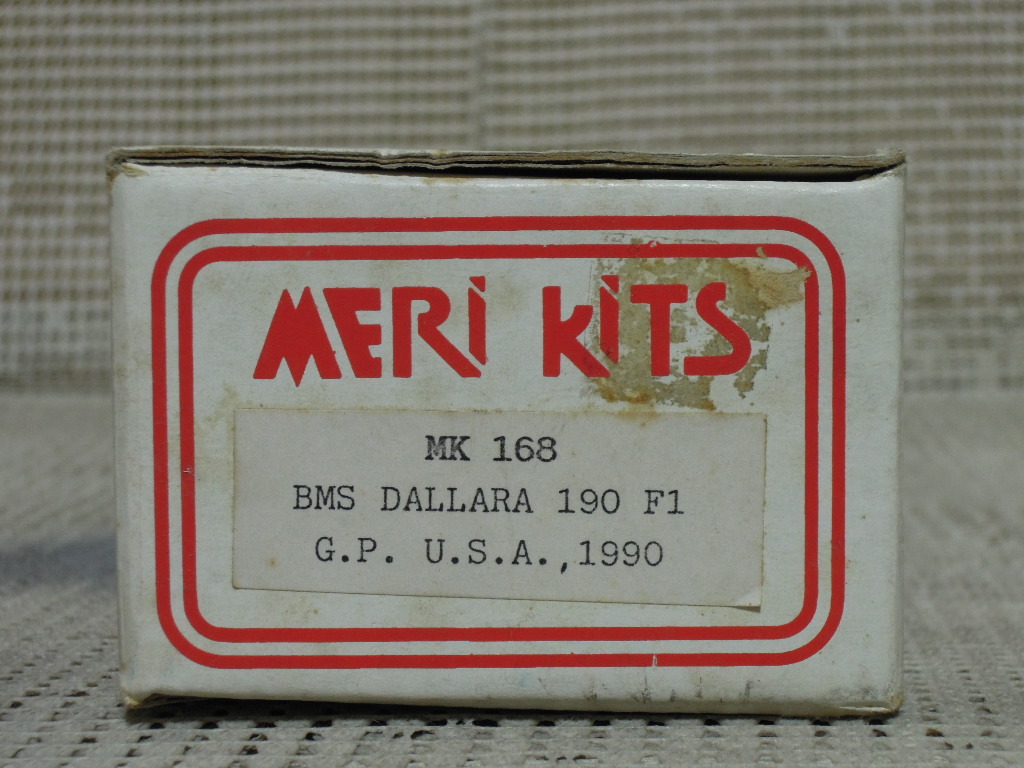 MERi KiTS
MK 168
BMS DALLARA 190 F1
G.P. U.S.A.,1990